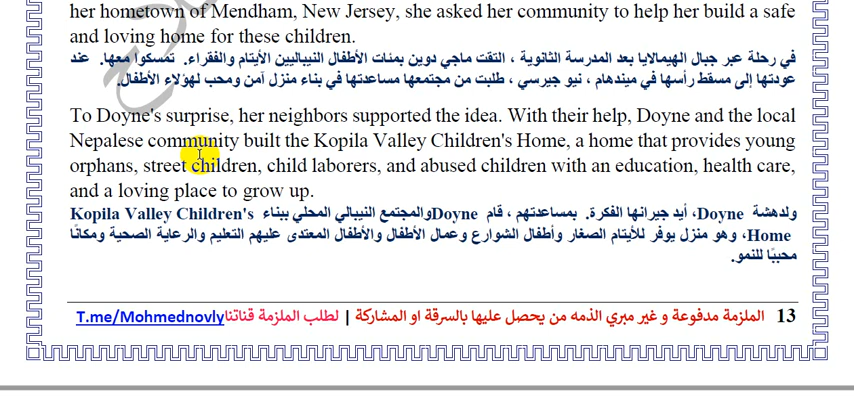 her hometown of Mendham, New Jersey, she asked her community to help her build a safe
and loving home for these children.
في رحلة عبر جبال الهيمالايا بعد المدرسة الثانوية ، التقت ماجي دوين بمئات الأطفال النيباليين الأيتام والفقراء. تمسكوا معها. عند
عودتها إلى مسقط رأسها في ميندهام ، نيو جيرسي ، طلبت من مجتمعها مساعدتها في بناء منزل آمن ومحب لهؤلاء الأطفال.
To Doyne's surprise, her neighbors supported the idea. With their help, Doyne and the local
Nepalese community built the Kopila Valley Children's Home, a home that provides young
orphans, street children, child laborers, and abused children with an education, health care,
and a loving place to grow up.
ولدهشة Doyne، أيد جيرانها الفكرة. بمساعدتهم ، قام Doyneوالمجتمع النيبالي المحلي ببناء Kopila Valley Children's
Home، وهو منزل يوفر للأيتام الصغار وأطفال الشوارع وعمال الأطفال والأطفال المعتدى عليهم التعليم والرعاية الصحية ومكانًا
محببًا للنمو.
13 الملزمة مدفوعة و غير مبري الذمه من يحصل عليها بالسرقة او المشاركة | لطلب الملزمة قناتنا T.me/Mohmednovly